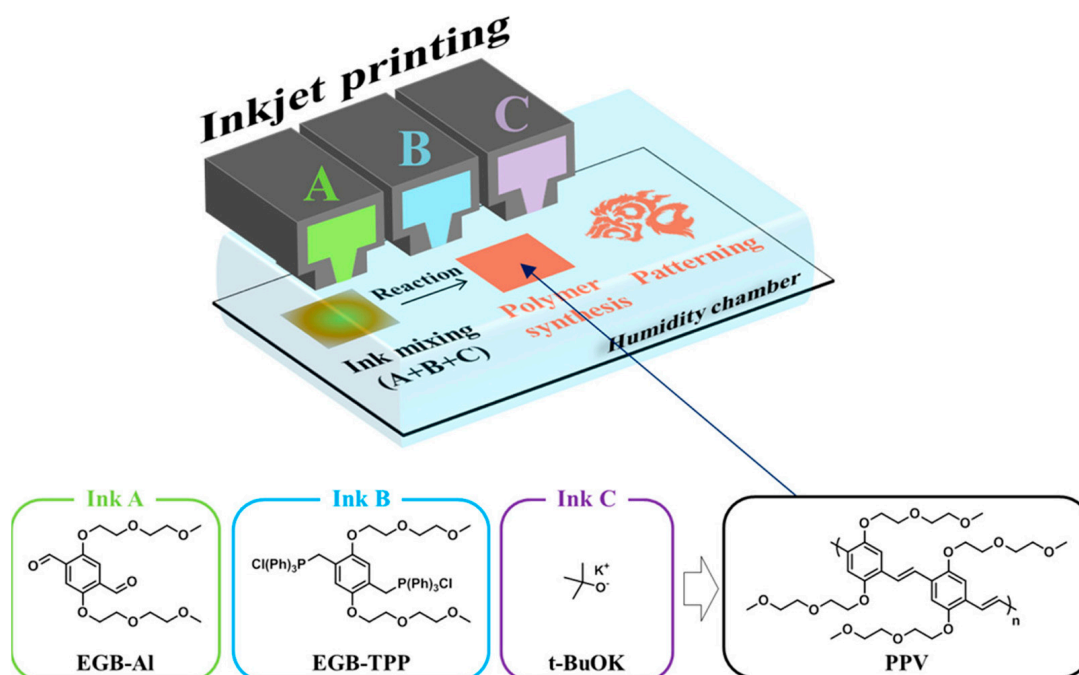 Inkjet printing
A
B
C
Reaction
Ink mixing
(A+B+C)
Polymer
synthesis
Patterning
Humidity chamber
Ink A
O
O
O
O
O
O
O
O
EGB-Al
Ink B
O
O
O
Cl(Ph)₃P
P(Ph)₃Cl
O
O
O
EGB-TPP
Ink C
K⁺
O⁻
t-BuOK
O
O
O
O
O
O
O
O
O
O
O
O
n
PPV